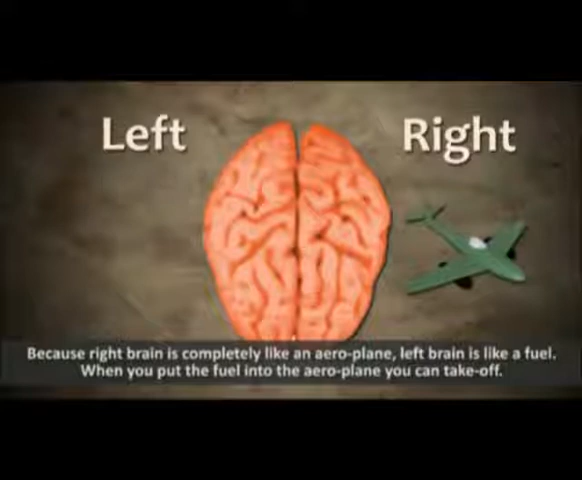 Left
Right
Because right brain is completely like an aero-plane, left brain is like a fuel.
When you put the fuel into the aero-plane you can take-off.